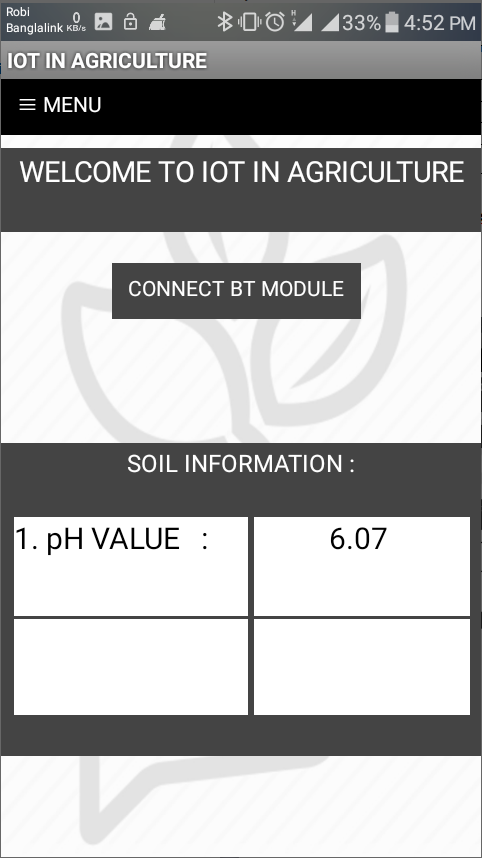 Robi
Banglalink
0
KB/s
H
33%
4:52 PM
IOT IN AGRICULTURE
MENU
WELCOME TO IOT IN AGRICULTURE
CONNECT BT MODULE
SOIL INFORMATION :
1. pH VALUE : 6.07